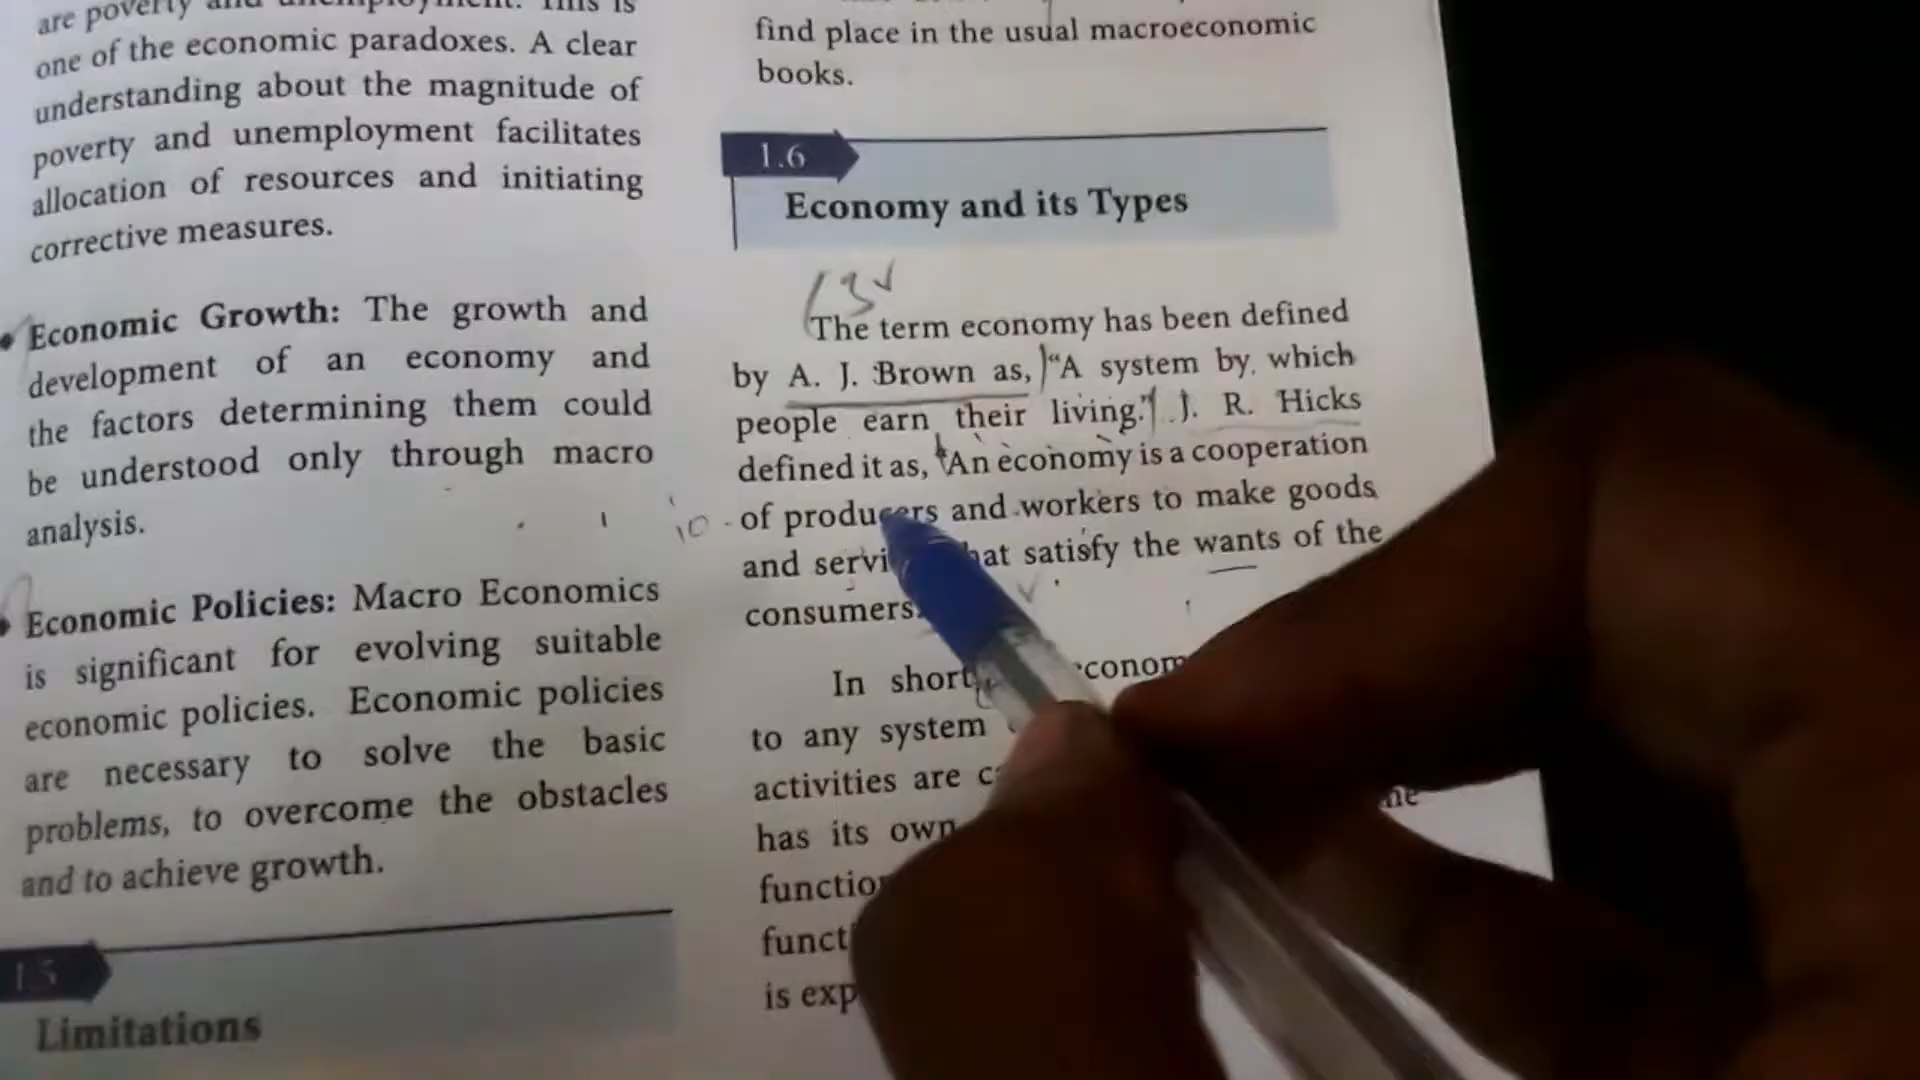 are poverty and unemployment. This is
one of the economic paradoxes. A clear
understanding about the magnitude of
poverty and unemployment facilitates
allocation of resources and initiating
corrective measures.
• Economic Growth: The growth and
development of an economy and
the factors determining them could
be understood only through macro
analysis.
• Economic Policies: Macro Economics
is significant for evolving suitable
economic policies. Economic policies
are necessary to solve the basic
problems, to overcome the obstacles
and to achieve growth.
1.5
Limitations
find place in the usual macroeconomic
books.
1.6
Economy and its Types
The term economy has been defined
by A. J. Brown as, “A system by which
people earn their living.” J. R. Hicks
defined it as, “An economy is a cooperation
10 of producers and workers to make goods
and that satisfy the wants of the
consumers.
In short
to any system
activities are
has its own
is